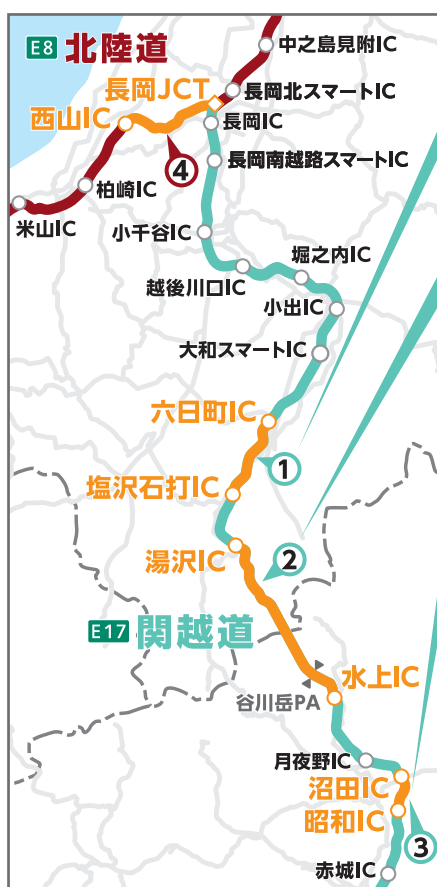 E8 北陸道
中之島見附IC
長岡JCT
長岡北スマートIC
西山IC
長岡IC
4
長岡南越路スマートIC
柏崎IC
米山IC
小千谷IC
堀之内IC
越後川口IC
小出IC
大和スマートIC
六日町IC
1
塩沢石打IC
湯沢IC
2
E17 関越道
水上IC
谷川岳PA
月夜野IC
沼田IC
昭和IC
3
赤城IC